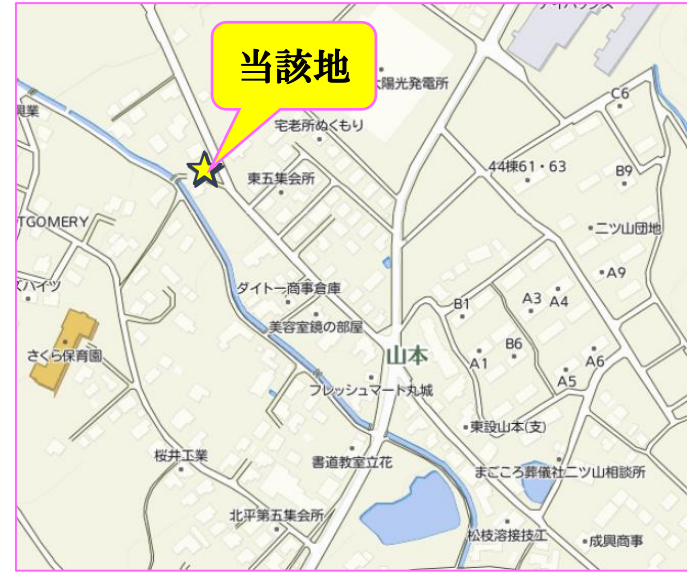 当該地
太陽光発電所
C6
興業
宅老所ぬくもり
44棟61・63
B9
東五集会所
TGOMERY
二ツ山団地
A9
ダイトー商事倉庫
B1
A3
A4
美容室鏡の部屋
B6
さくら保育園
山本
A1
A6
A5
フレッシュマート丸城
東設山本(支)
桜井工業
書道教室立花
まごころ葬儀社二ツ山相談所
北平第五集会所
松枝溶接技工
成興商事